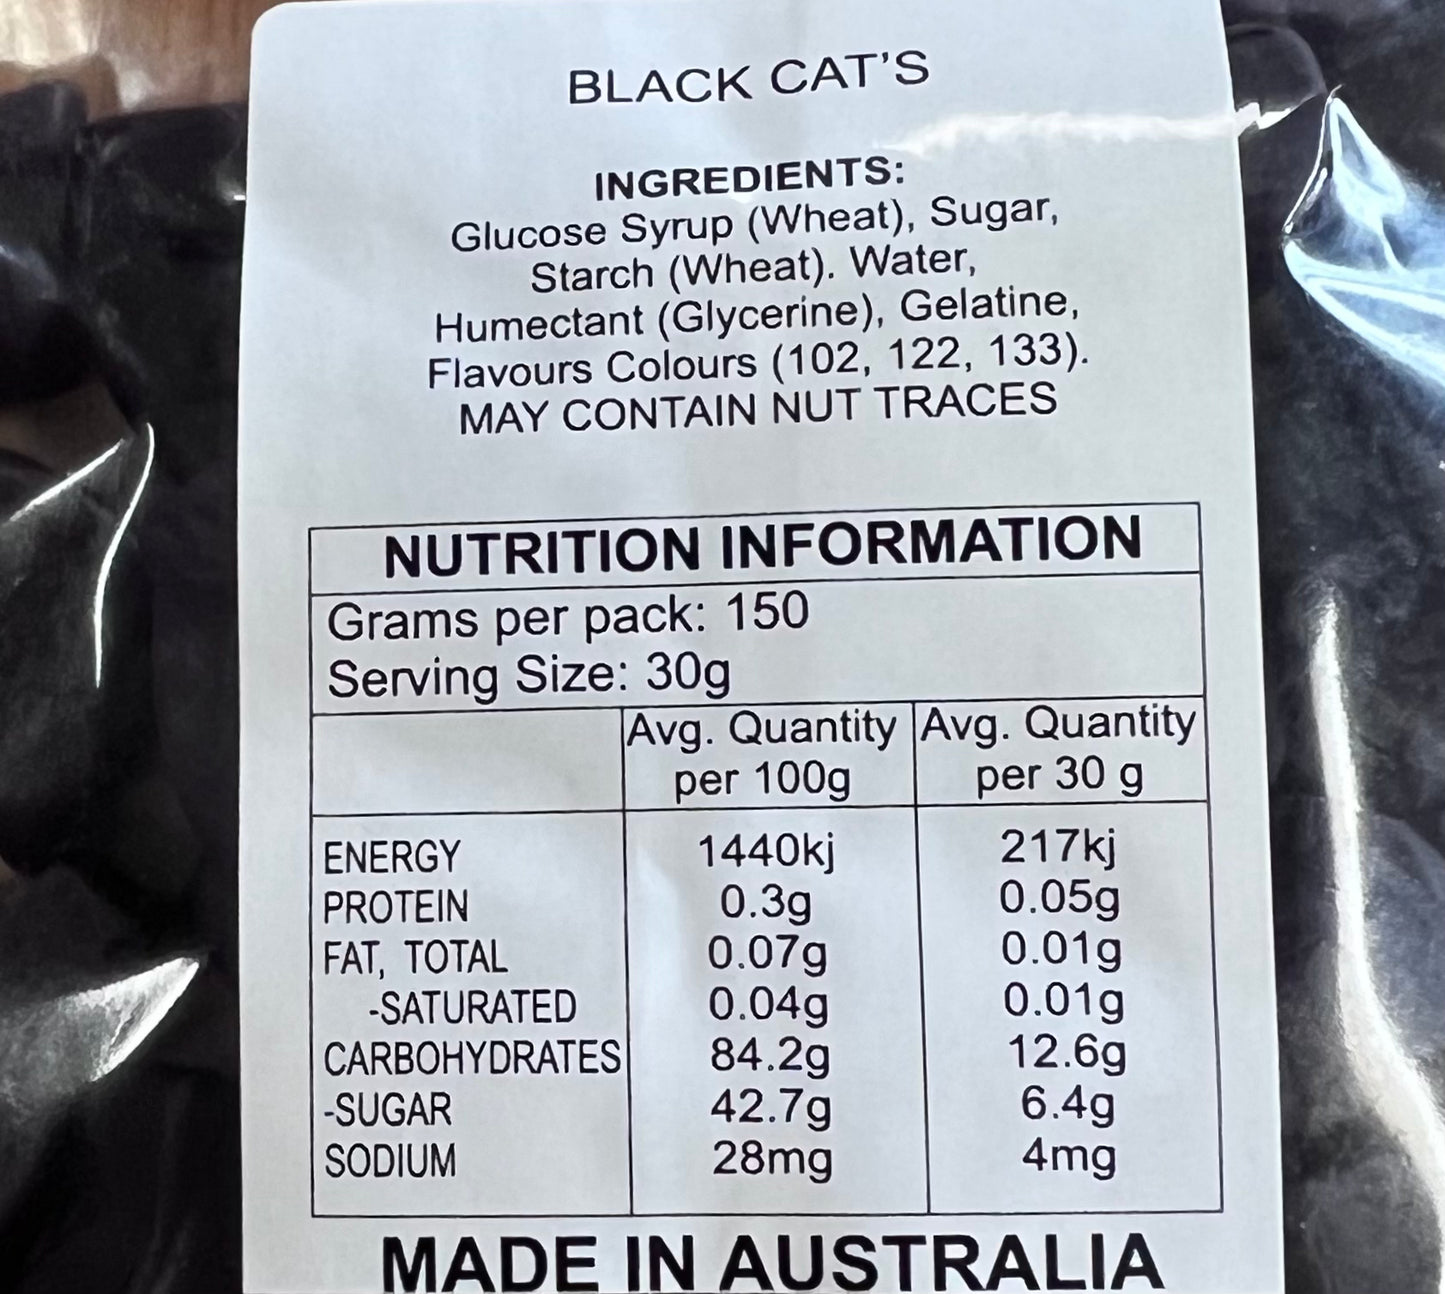 BLACK CAT'S
INGREDIENTS:
Glucose Syrup (Wheat), Sugar,
Starch (Wheat). Water,
Humectant (Glycerine), Gelatine,
Flavours Colours (102, 122, 133).
MAY CONTAIN NUT TRACES
NUTRITION INFORMATION
Grams per pack: 150
Serving Size: 30g
Avg. Quantity per 100g Avg. Quantity per 30 g
ENERGY 1440kj 217kj
PROTEIN 0.3g 0.05g
FAT, TOTAL 0.07g 0.01g
-SATURATED 0.04g 0.01g
CARBOHYDRATES 84.2g 12.6g
-SUGAR 42.7g 6.4g
SODIUM 28mg 4mg
MADE IN AUSTRALIA